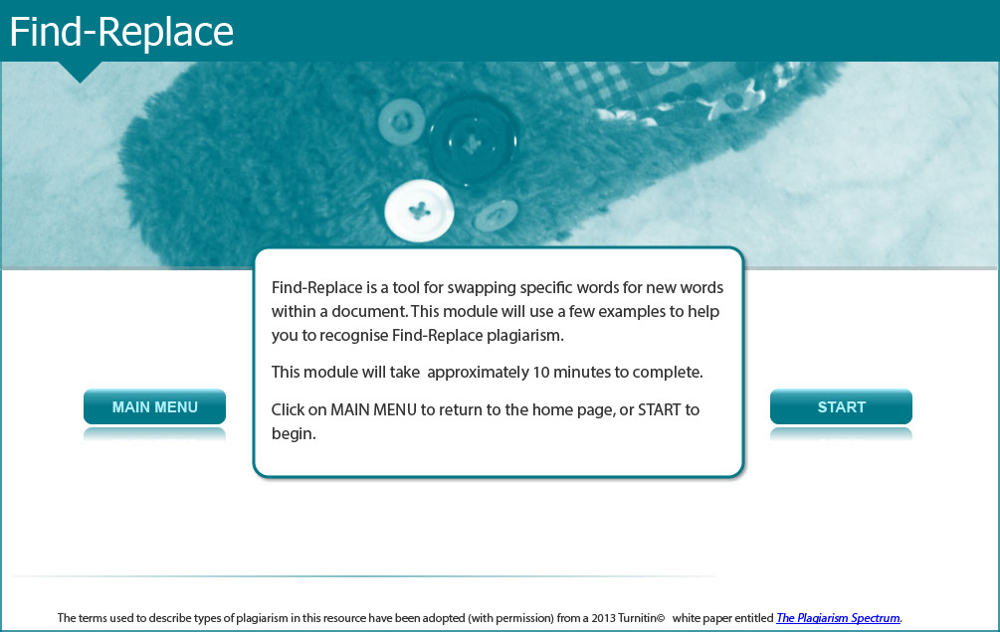 Find-Replace
Find-Replace is a tool for swapping specific words for new words
within a document. This module will use a few examples to help
you to recognise Find-Replace plagiarism.
This module will take  approximately 10 minutes to complete.
Click on MAIN MENU to return to the home page, or START to
begin.
MAIN MENU
START
The terms used to describe types of plagiarism in this resource have been adopted (with permission) from a 2013 Turnitin©  white paper entitled The Plagiarism Spectrum.